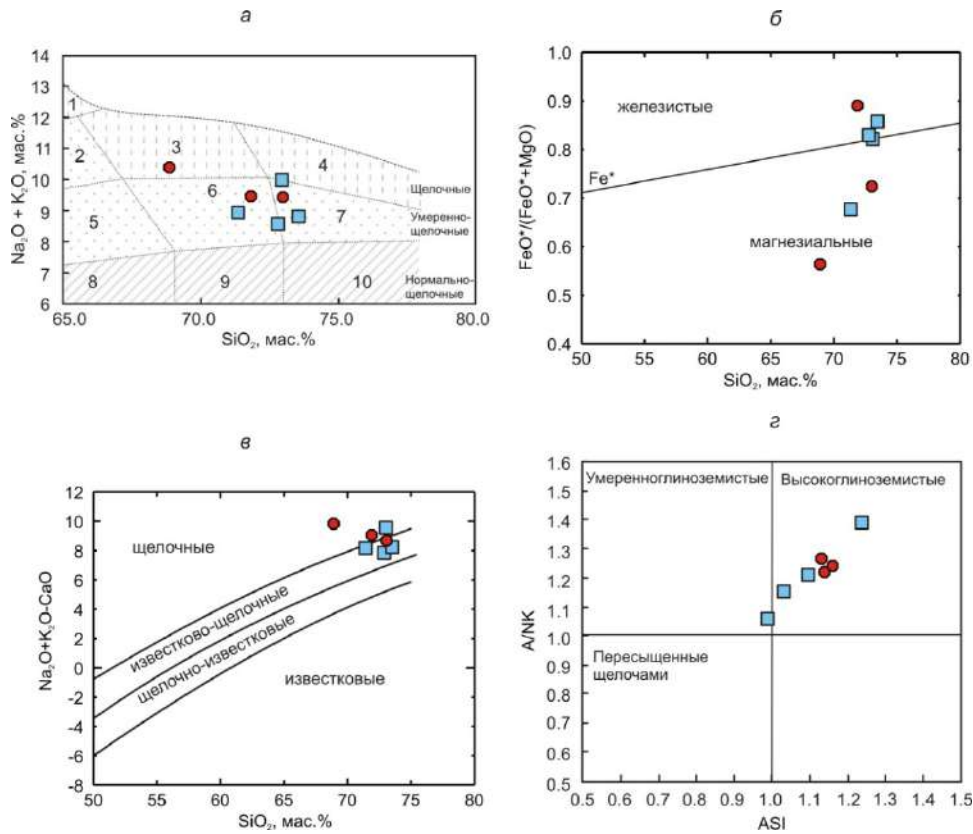 а
14
13
12
11
10
9
8
7
6
65.0
70.0
75.0
80.0
Na₂O + K₂O, мас.%
SiO₂, мас.%
1
2
3
4
5
6
7
8
9
10
Щелочные
Умеренно-
щелочные
Нормально-
щелочные
б
1.0
0.9
0.8
0.7
0.6
0.5
0.4
50
55
60
65
70
75
80
FeO*/(FeO*+MgO)
SiO₂, мас.%
железистые
Fe*
магнезиальные
в
12
10
8
6
4
2
0
-2
-4
-6
-8
50
55
60
65
70
75
80
Na₂O+K₂O-CaO
SiO₂, мас.%
щелочные
известково-щелочные
щелочно-известковые
известковые
г
1.6
1.5
1.4
1.3
1.2
1.1
1.0
0.9
0.8
0.7
0.6
0.5
0.5
0.6
0.7
0.8
0.9
1.0
1.1
1.2
1.3
1.4
1.5
A/NK
ASI
Умеренноглиноземистые
Высокоглиноземистые
Пересыщенные
щелочами